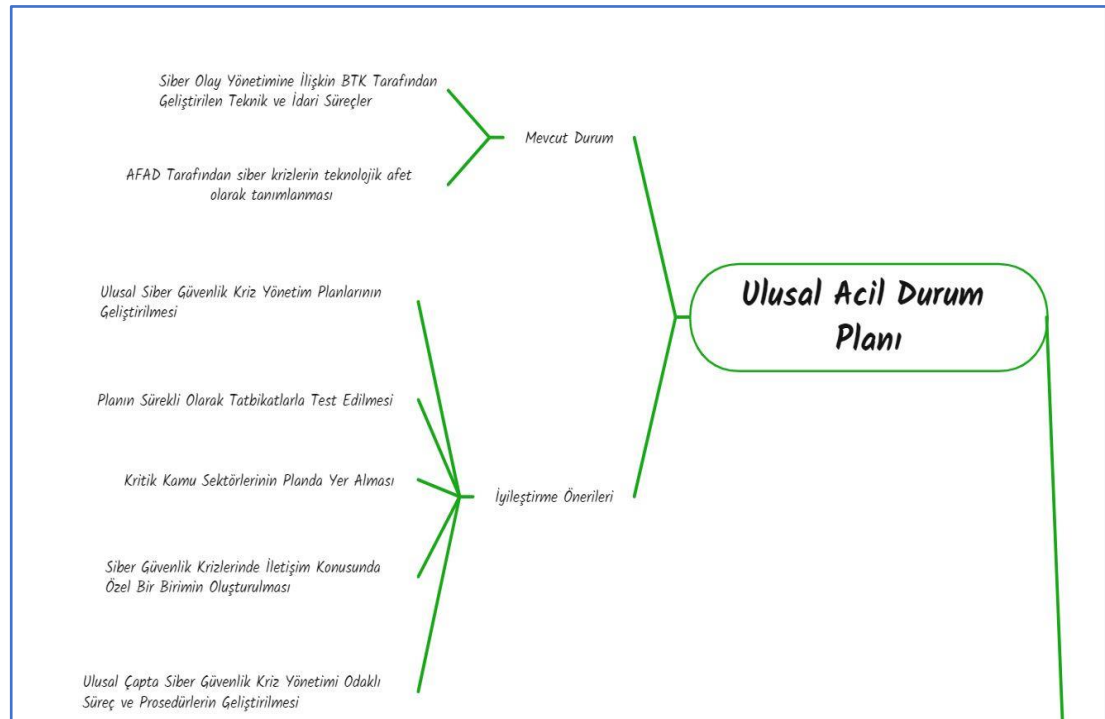 Siber Olay Yönetimine İlişkin BTK Tarafından
Geliştirilen Teknik ve İdari Süreçler
Mevcut Durum
AFAD Tarafından siber krizlerin teknolojik afet
olarak tanımlanması
Ulusal Acil Durum
Planı
Ulusal Siber Güvenlik Kriz Yönetim Planlarının
Geliştirilmesi
Planın Sürekli Olarak Tatbikatlarla Test Edilmesi
Kritik Kamu Sektörlerinin Planda Yer Alması
İyileştirme Önerileri
Siber Güvenlik Krizlerinde İletişim Konusunda
Özel Bir Birimin Oluşturulması
Ulusal Çapta Siber Güvenlik Kriz Yönetimi Odaklı
Süreç ve Prosedürlerin Geliştirilmesi